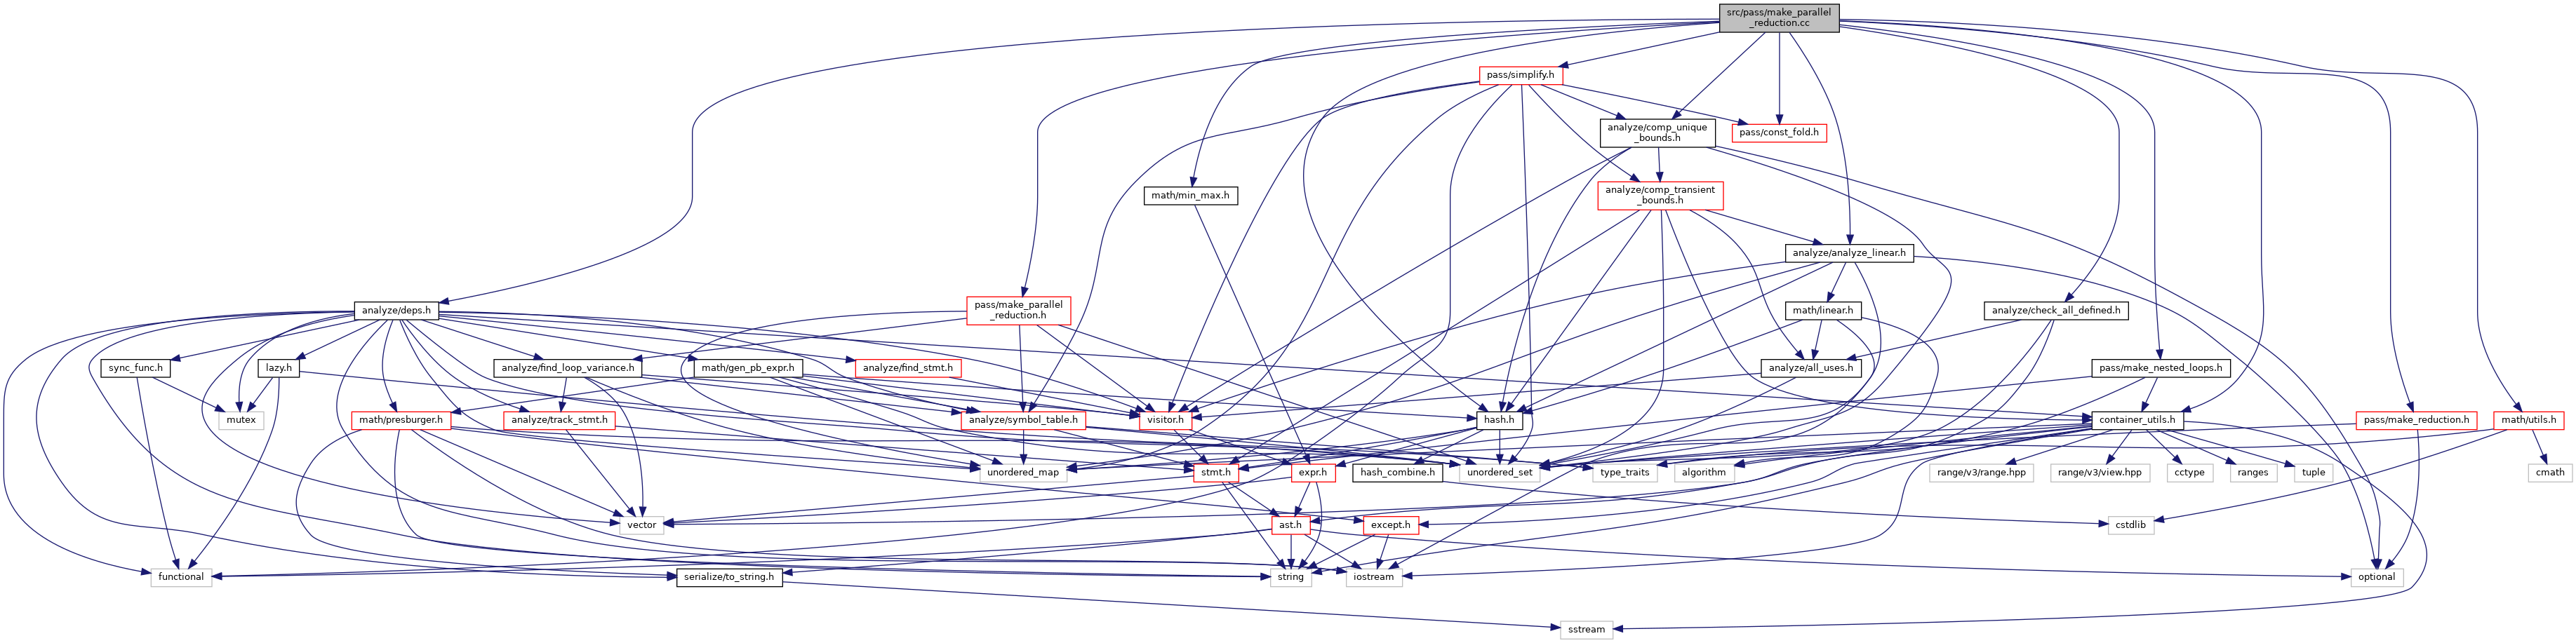 src/pass/make_parallel
_reduction.cc
pass/simplify.h
analyze/comp_unique
_bounds.h
pass/const_fold.h
math/min_max.h
analyze/comp_transient
_bounds.h
analyze/analyze_linear.h
analyze/deps.h
pass/make_parallel
_reduction.h
math/linear.h
analyze/check_all_defined.h
sync_func.h
lazy.h
analyze/find_loop_variance.h
math/gen_pb_expr.h
analyze/find_stmt.h
analyze/all_uses.h
pass/make_nested_loops.h
mutex
math/presburger.h
analyze/track_stmt.h
analyze/symbol_table.h
visitor.h
hash.h
container_utils.h
pass/make_reduction.h
math/utils.h
unordered_map
stmt.h
expr.h
hash_combine.h
unordered_set
type_traits
algorithm
range/v3/range.hpp
range/v3/view.hpp
cctype
ranges
tuple
cmath
vector
ast.h
except.h
cstdlib
functional
serialize/to_string.h
string
iostream
optional
sstream